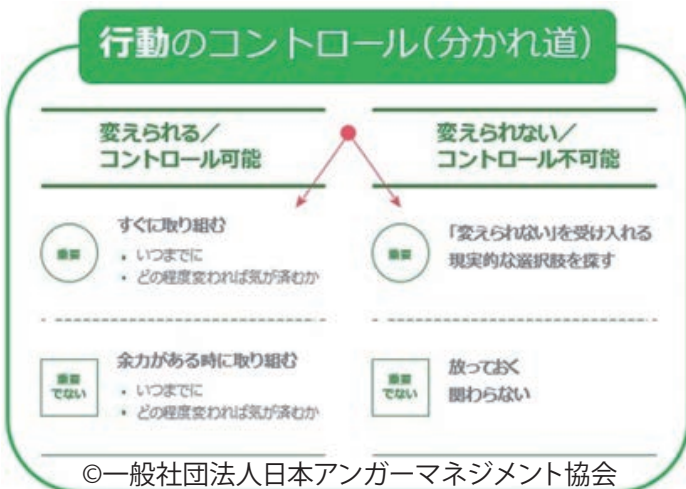 行動のコントロール（分かれ道）
変えられる／
コントロール可能
変えられない／
コントロール不可能
重要
すぐに取り組む
・いつまでに
・どの程度変われば気が済むか
重要
「変えられない」を受け入れる
現実的な選択肢を探す
重要
でない
余力がある時に取り組む
・いつまでに
・どの程度変われば気が済むか
重要
でない
放っておく
関わらない
©一般社団法人日本アンガーマネジメント協会